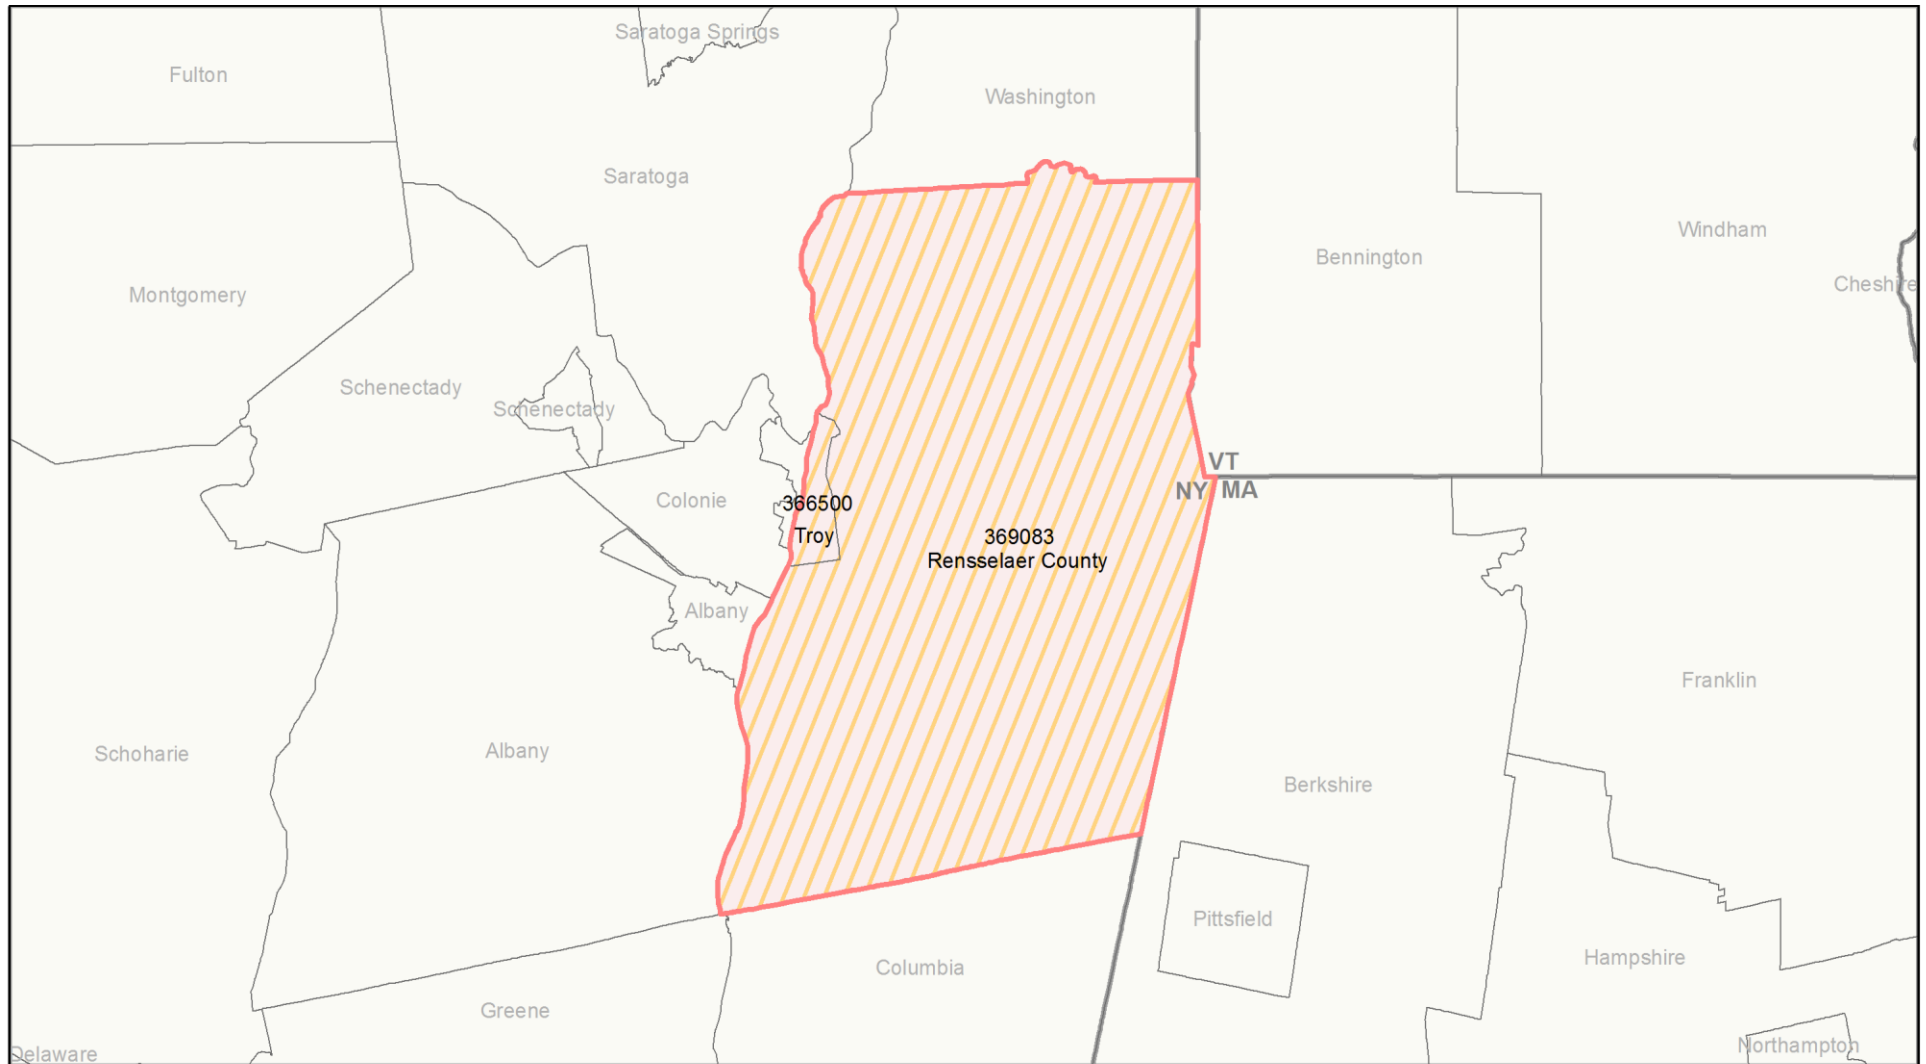 Saratoga Springs
Fulton
Washington
Saratoga
Windham
Bennington
Cheshire
Montgomery
Schenectady
Schenectady
VT
NY
MA
Colonie
366500
Troy
369083
Rensselaer County
Albany
Franklin
Schoharie
Albany
Berkshire
Pittsfield
Hampshire
Columbia
Greene
Northampton
Delaware